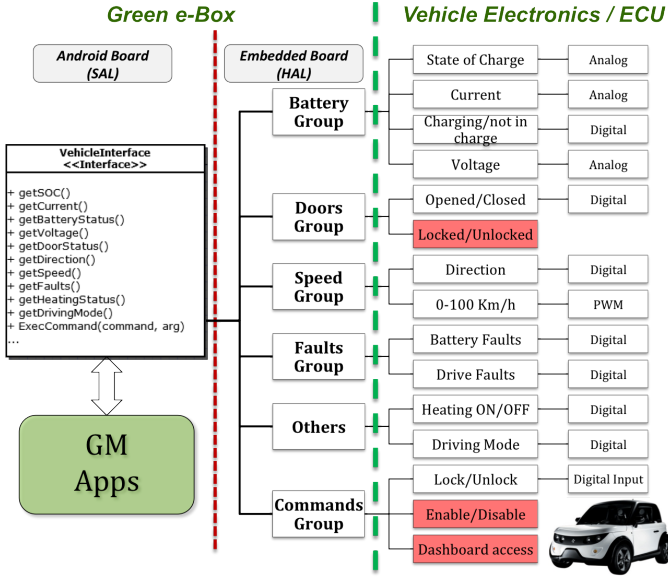 Green e-Box
Vehicle Electronics / ECU
Android Board
(SAL)
Embedded Board
(HAL)
VehicleInterface
<<Interface>>
+ getSOC()
+ getCurrent()
+ getBatteryStatus()
+ getVoltage()
+ getDoorStatus()
+ getDirection()
+ getSpeed()
+ getFaults()
+ getHeatingStatus()
+ getDrivingMode()
+ ExecCommand(command, arg)
...
GM
Apps
Battery
Group
State of Charge
Analog
Current
Analog
Charging/not in
charge
Digital
Voltage
Analog
Doors
Group
Opened/Closed
Digital
Locked/Unlocked
Speed
Group
Direction
Digital
0-100 Km/h
PWM
Faults
Group
Battery Faults
Digital
Drive Faults
Digital
Others
Heating ON/OFF
Digital
Driving Mode
Digital
Commands
Group
Lock/Unlock
Digital Input
Enable/Disable
Dashboard access